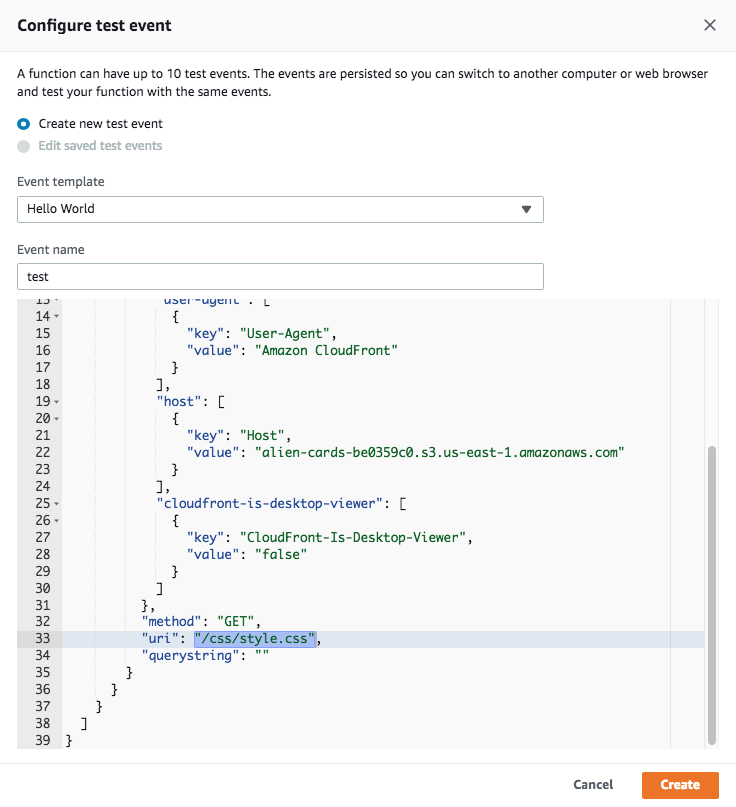 Configure test event
A function can have up to 10 test events. The events are persisted so you can switch to another computer or web browser
and test your function with the same events.
Create new test event
Edit saved test events
Event template
Hello World
Event name
test
13 "user-agent": [
14 {
15 "key": "User-Agent",
16 "value": "Amazon CloudFront"
17 }
18 ],
19 "host": [
20 {
21 "key": "Host",
22 "value": "alien-cards-be0359c0.s3.us-east-1.amazonaws.com"
23 }
24 ],
25 "cloudfront-is-desktop-viewer": [
26 {
27 "key": "CloudFront-Is-Desktop-Viewer",
28 "value": "false"
29 }
30 ]
31 },
32 "method": "GET",
33 "uri": "/css/style.css",
34 "querystring": ""
35 }
36 }
37 }
38 ]
39 }
Cancel
Create